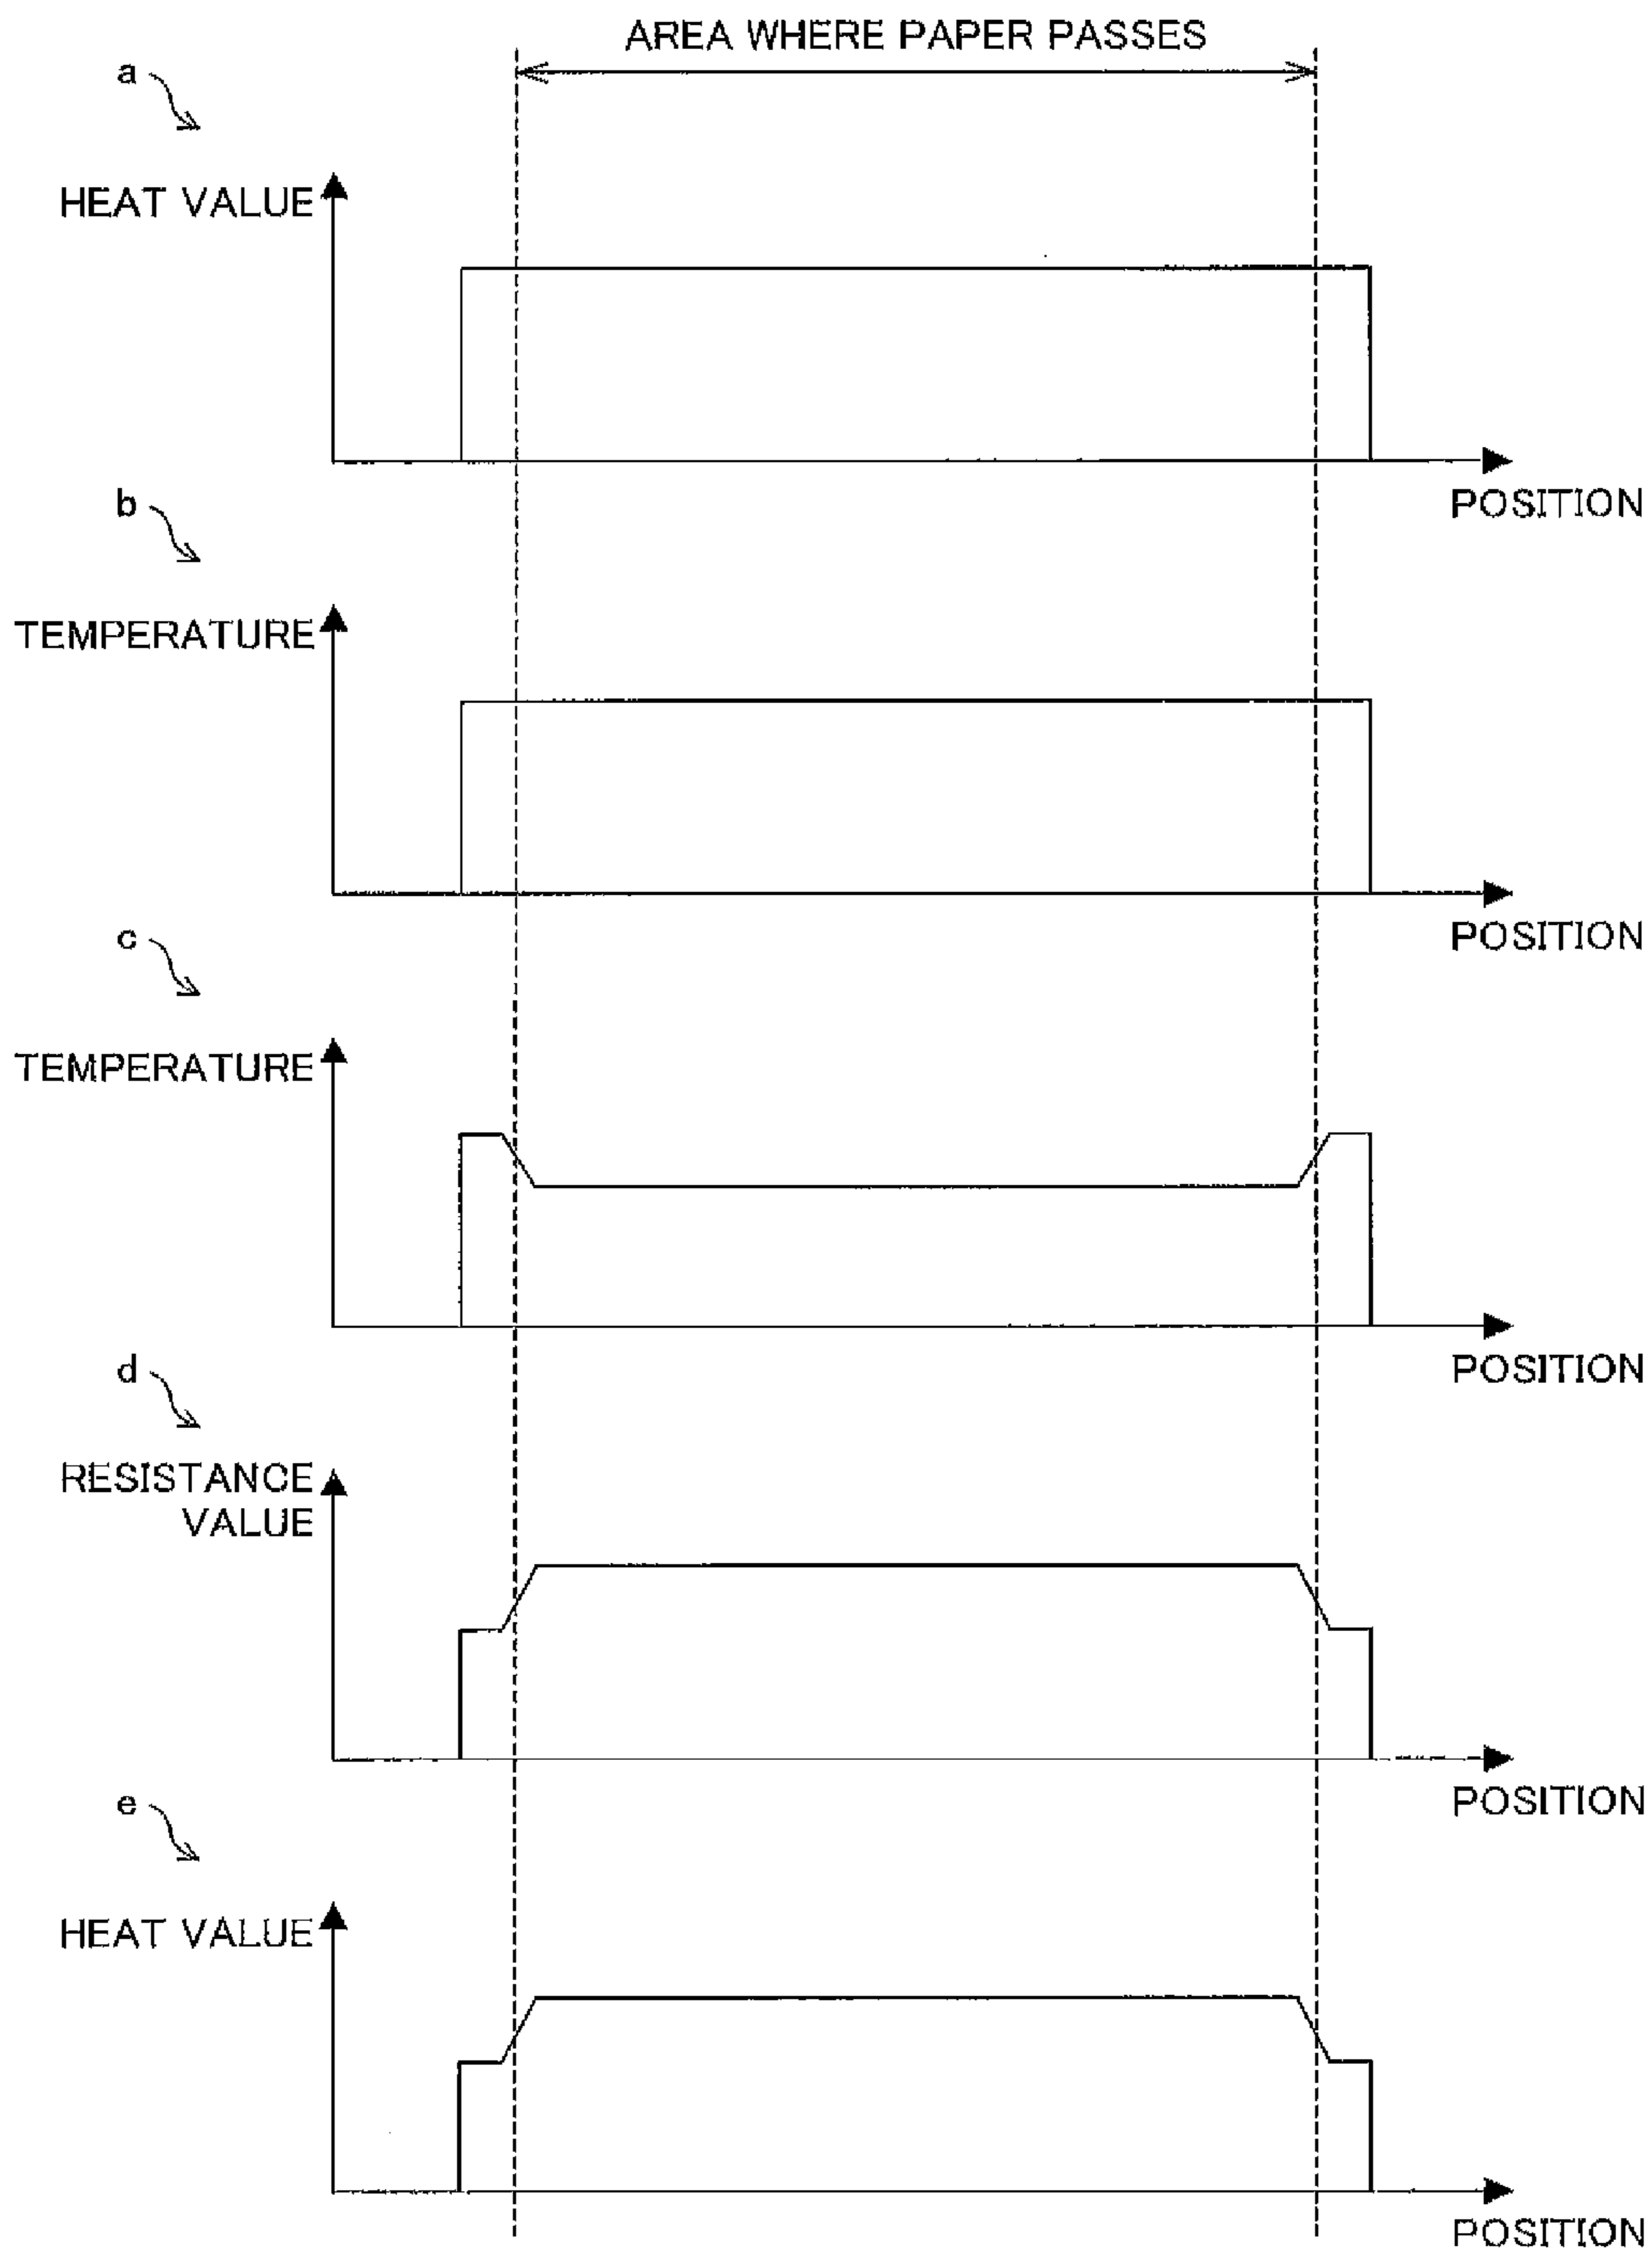 AREA WHERE PAPER PASSES
a
HEAT VALUE
POSITION
b
TEMPERATURE
POSITION
c
TEMPERATURE
POSITION
d
RESISTANCE
VALUE
POSITION
e
HEAT VALUE
POSITION